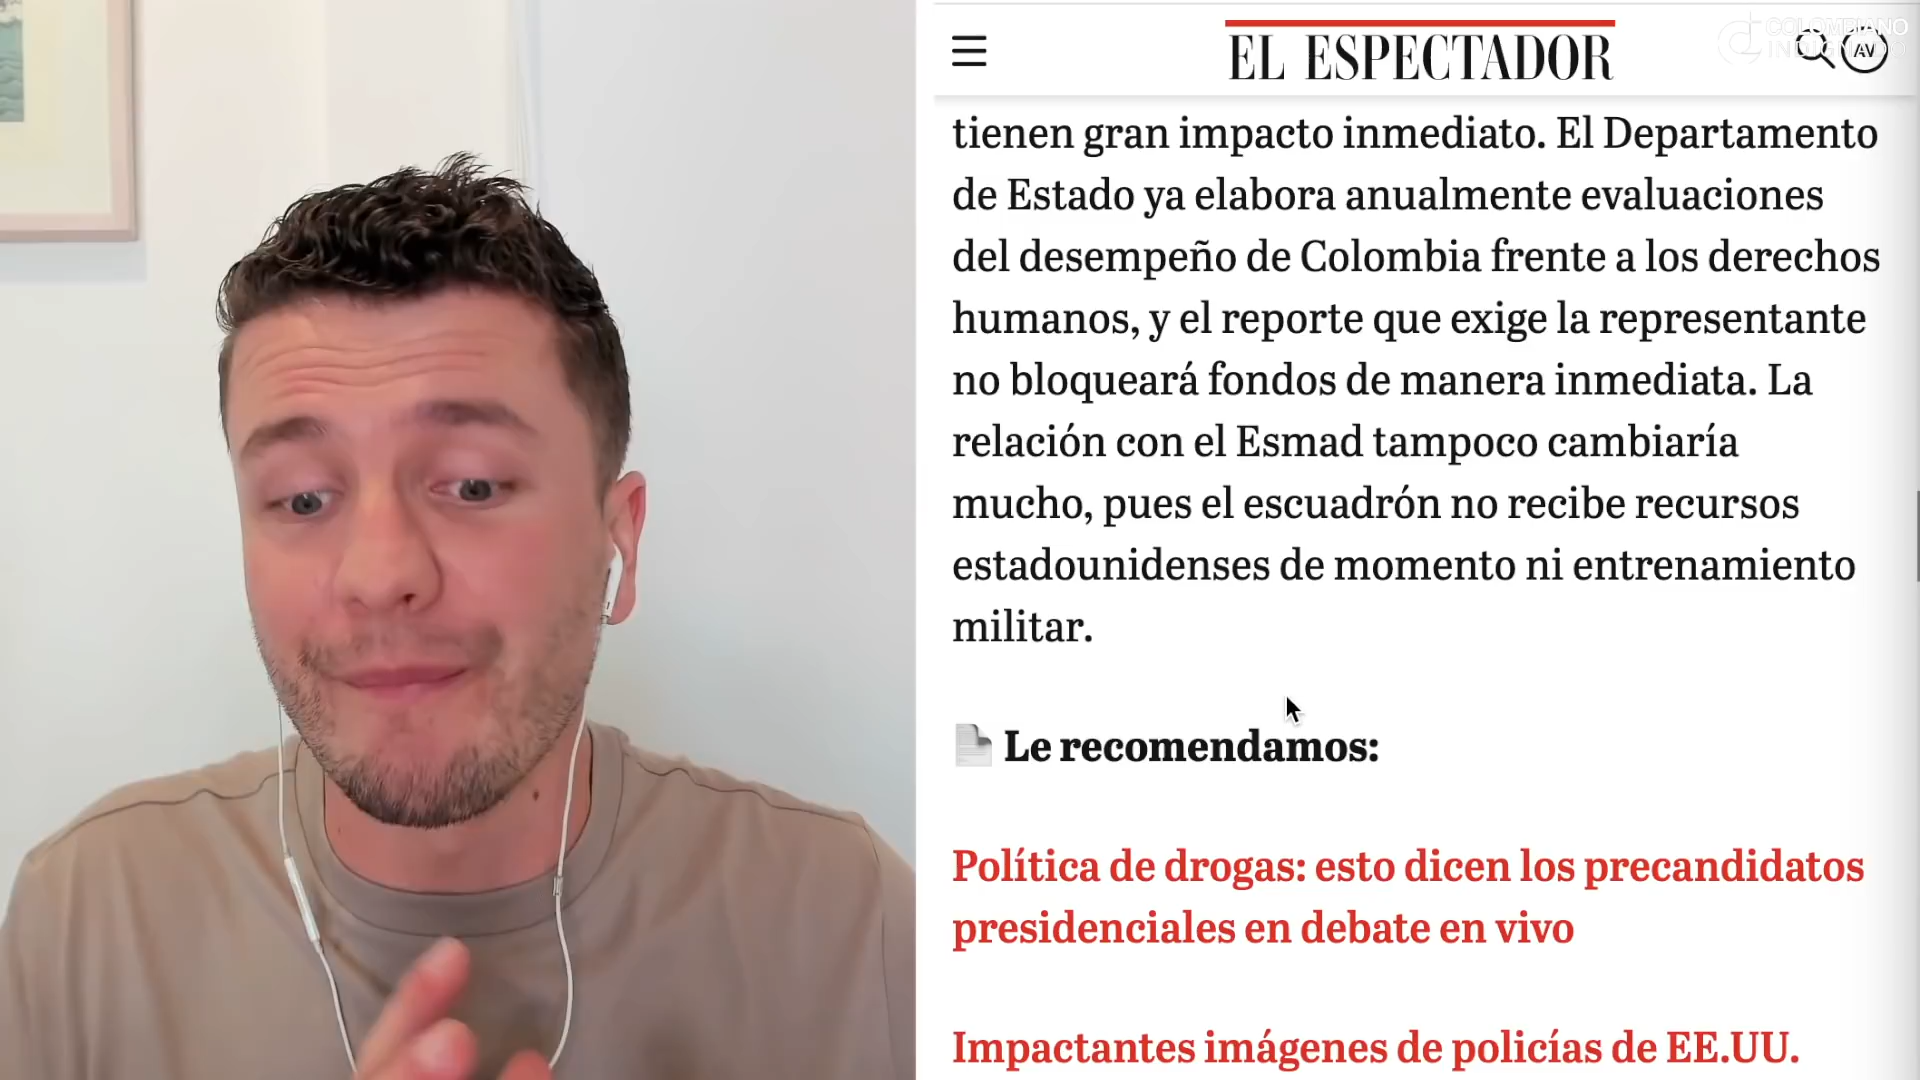 EL ESPECTADOR
COLOMBIANO
INDIGNADO
AV
tienen gran impacto inmediato. El Departamento
de Estado ya elabora anualmente evaluaciones
del desempeño de Colombia frente a los derechos
humanos, y el reporte que exige la representante
no bloqueará fondos de manera inmediata. La
relación con el Esmad tampoco cambiaría
mucho, pues el escuadrón no recibe recursos
estadounidenses de momento ni entrenamiento
militar.
Le recomendamos:
Política de drogas: esto dicen los precandidatos
presidenciales en debate en vivo
Impactantes imágenes de policías de EE.UU.